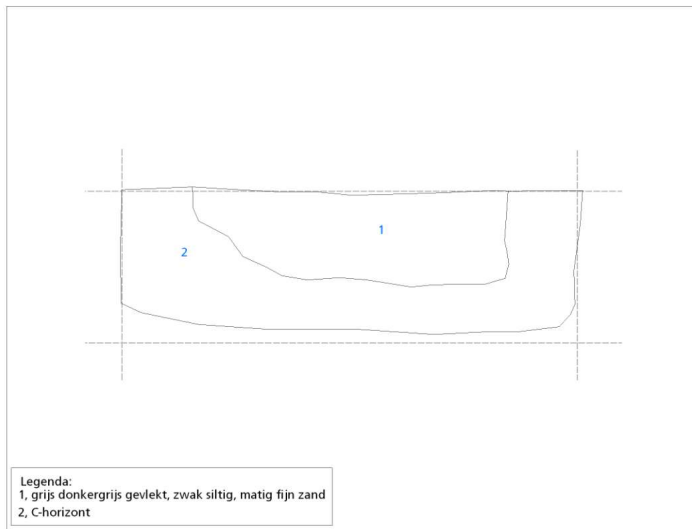 1
2
Legenda:
1, grijs donkergrijs gevlekt, zwak siltig, matig fijn zand
2, C-horizont